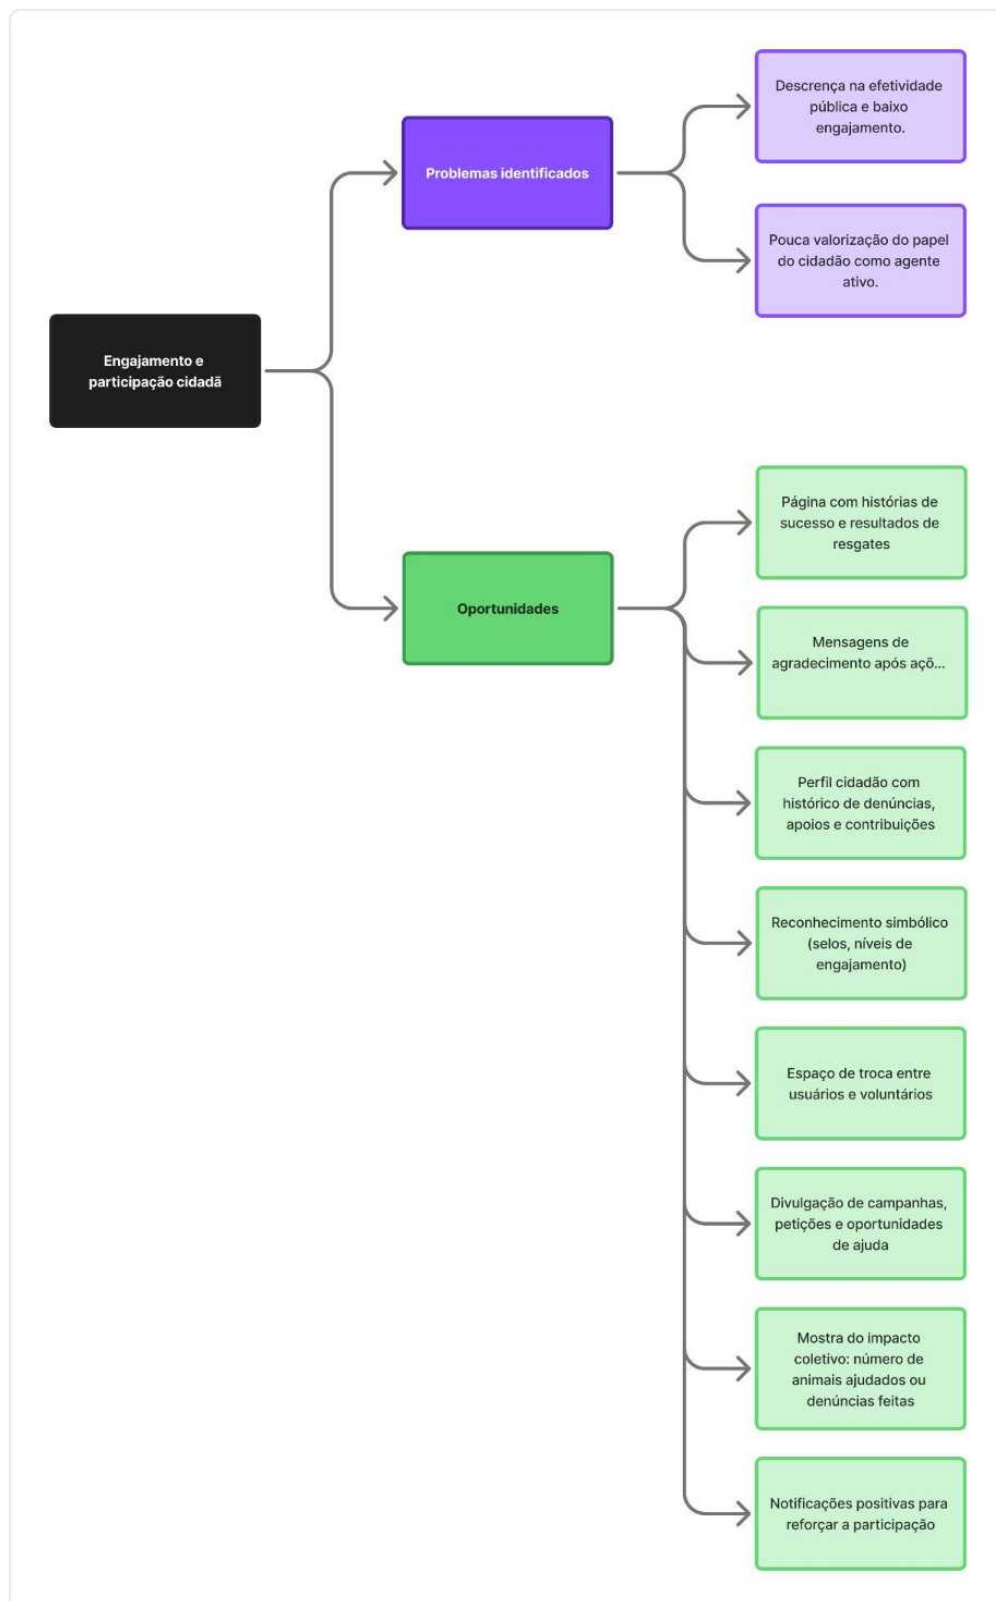 Engajamento e
participação cidadã
Problemas identificados
Descrença na efetividade
pública e baixo
engajamento.
Pouca valorização do papel
do cidadão como agente
ativo.
Oportunidades
Página com histórias de
sucesso e resultados de
resgates
Mensagens de
agradecimento após açõ...
Perfil cidadão com
histórico de denúncias,
apoios e contribuições
Reconhecimento simbólico
(selos, níveis de
engajamento)
Espaço de troca entre
usuários e voluntários
Divulgação de campanhas,
petições e oportunidades
de ajuda
Mostra do impacto
coletivo: número de
animais ajudados ou
denúncias feitas
Notificações positivas para
reforçar a participação